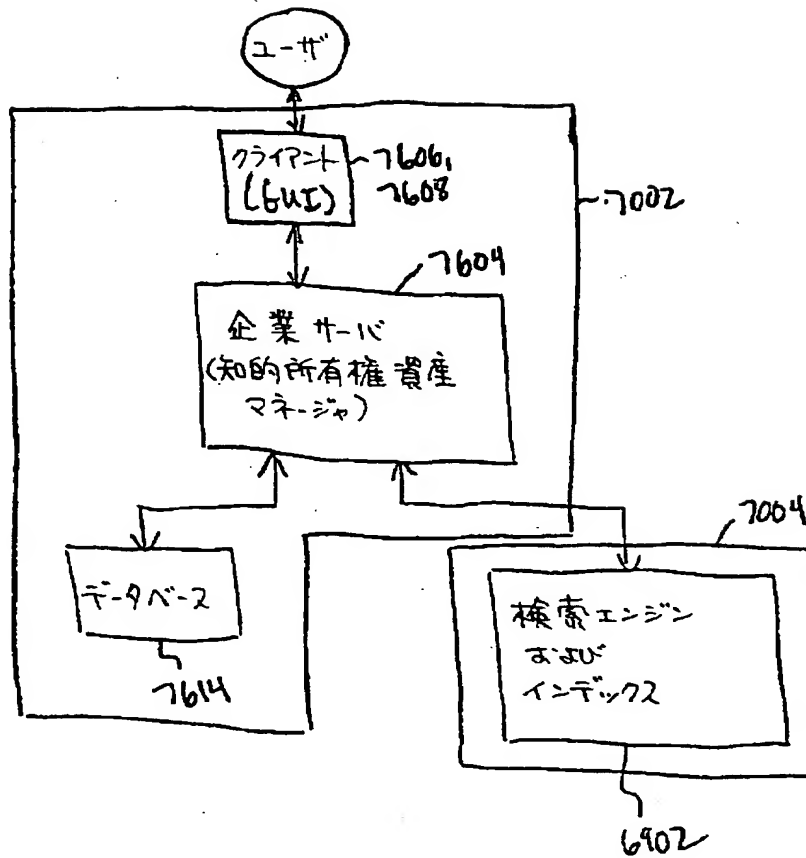 ユーザ
クライアント
(GUI)
7606,
7608
7002
7604
企業サーバ
(知的所有権資産
マネージャ)
7004
データベース
7614
検索エンジン
および
インデックス
6902